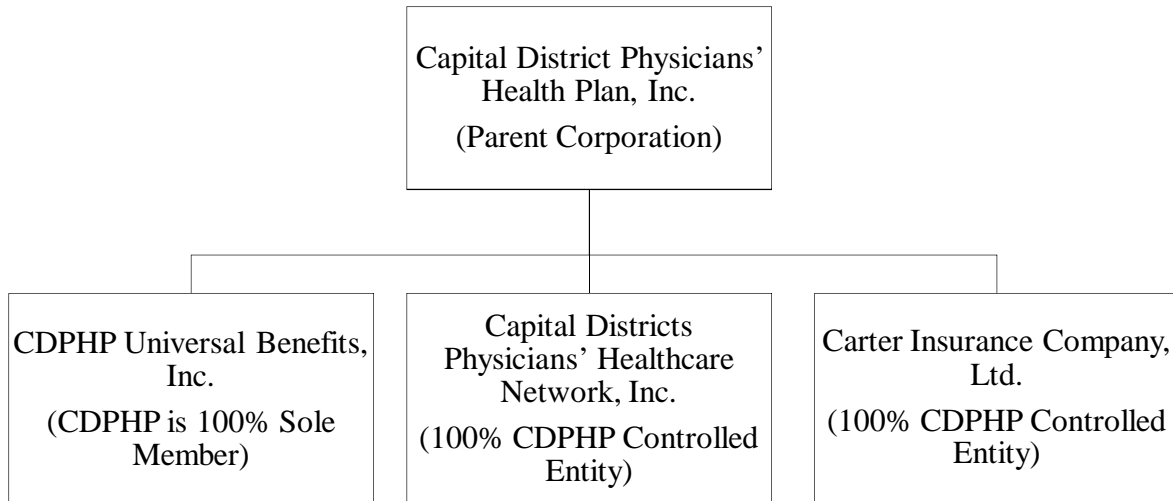 Capital District Physicians’
Health Plan, Inc.
(Parent Corporation)
CDPHP Universal Benefits,
Inc.
(CDPHP is 100% Sole
Member)
Capital Districts
Physicians’ Healthcare
Network, Inc.
(100% CDPHP Controlled
Entity)
Carter Insurance Company,
Ltd.
(100% CDPHP Controlled
Entity)